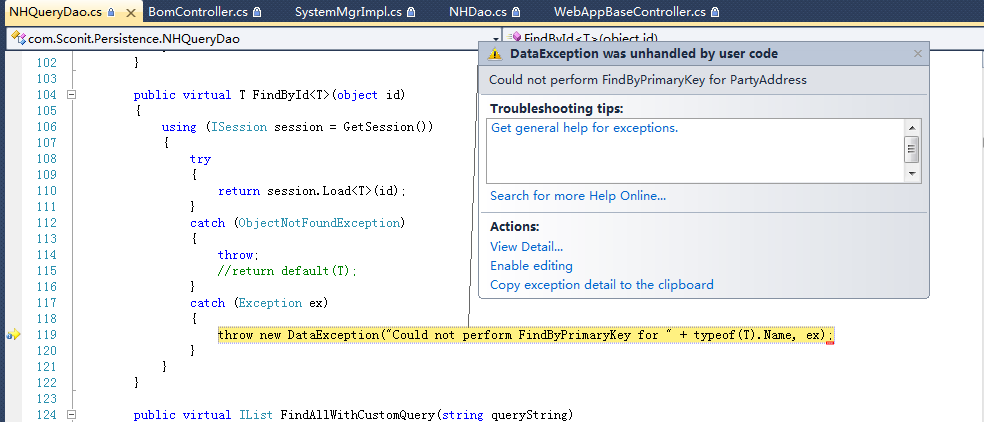 NHQueryDao.cs BomController.cs SystemMgrImpl.cs NHDao.cs WebAppBaseController.cs
com.Sconit.Persistence.NHQueryDao FindById<T>(object id)
DataException was unhandled by user code
Could not perform FindByPrimaryKey for PartyAddress
Troubleshooting tips:
Get general help for exceptions.
Search for more Help Online...
Actions:
View Detail...
Enable editing
Copy exception detail to the clipboard
102 }
103
104 public virtual T FindById<T>(object id)
105 {
106 using (ISession session = GetSession())
107 {
108 try
109 {
110 return session.Load<T>(id);
111 }
112 catch (ObjectNotFoundException)
113 {
114 throw;
115 //return default(T);
116 }
117 catch (Exception ex)
118 {
119 throw new DataException("Could not perform FindByPrimaryKey for " + typeof(T).Name, ex);
120 }
121 }
122 }
123
124 public virtual IList FindAllWithCustomQuery(string queryString)